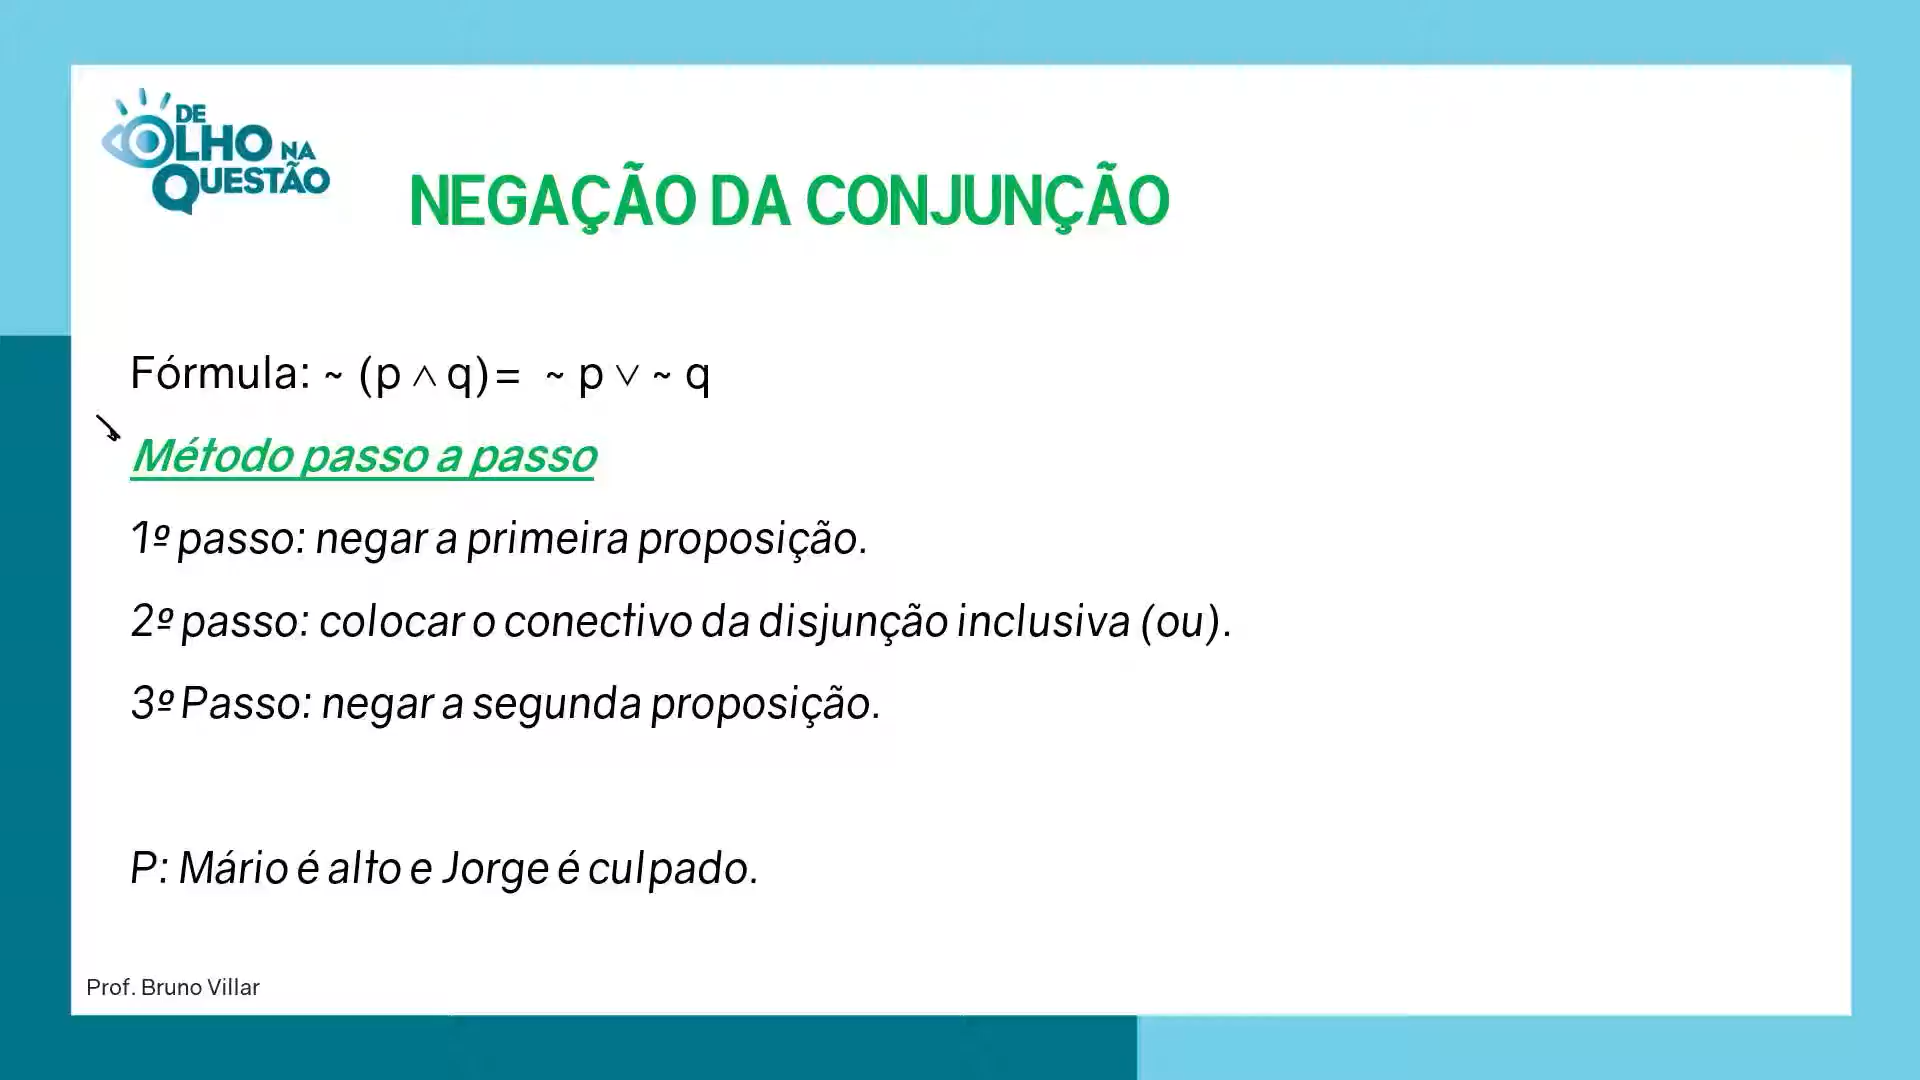 DE
OLHO NA
QUESTÃO
NEGAÇÃO DA CONJUNÇÃO
Fórmula: ~ (p ∧ q)= ~ p ∨ ~ q
Método passo a passo
1º passo: negar a primeira proposição.
2º passo: colocar o conectivo da disjunção inclusiva (ou).
3º Passo: negar a segunda proposição.
P: Mário é alto e Jorge é culpado.
Prof. Bruno Villar